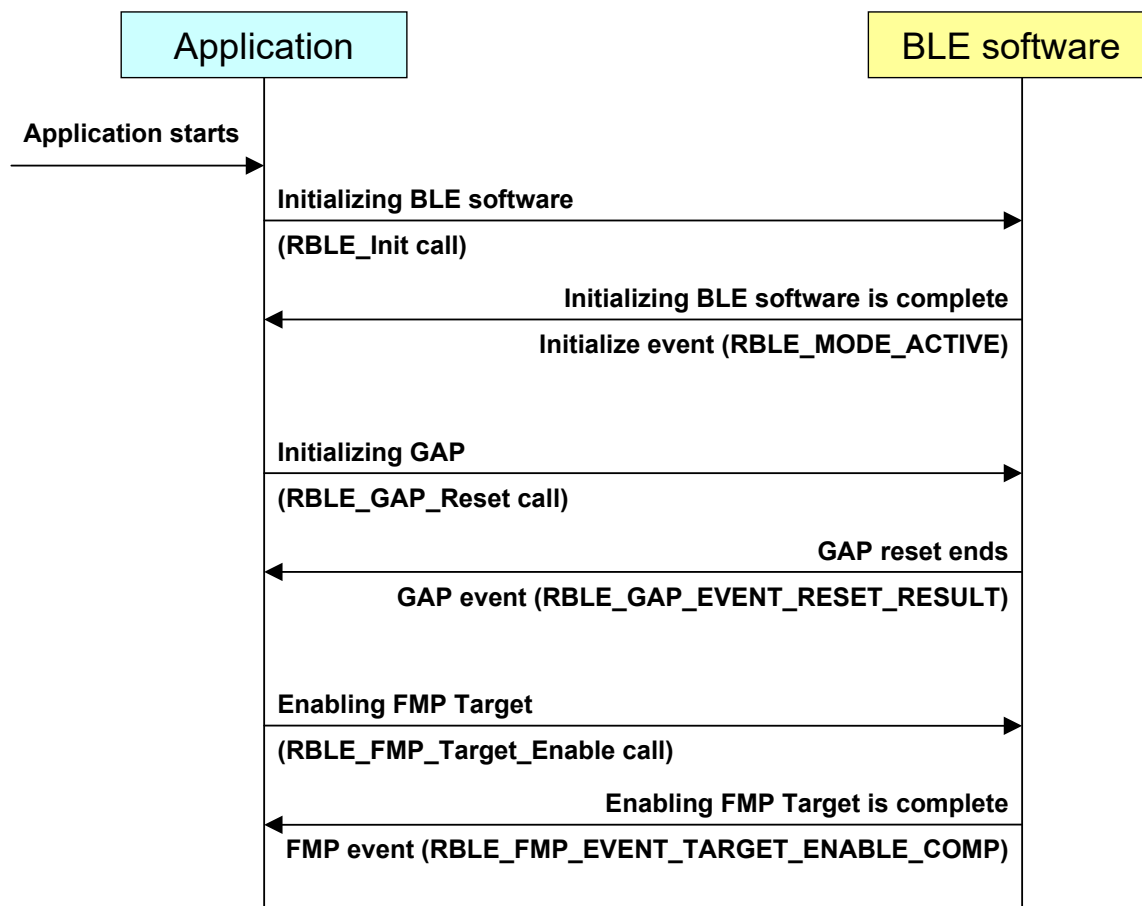 Application
BLE software
Application starts
Initializing BLE software
(RBLE_Init call)
Initializing BLE software is complete
Initialize event (RBLE_MODE_ACTIVE)
Initializing GAP
(RBLE_GAP_Reset call)
GAP reset ends
GAP event (RBLE_GAP_EVENT_RESET_RESULT)
Enabling FMP Target
(RBLE_FMP_Target_Enable call)
Enabling FMP Target is complete
FMP event (RBLE_FMP_EVENT_TARGET_ENABLE_COMP)